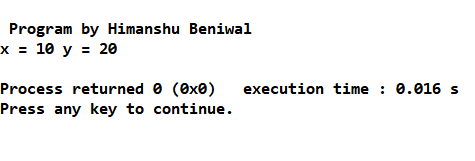 Program by Himanshu Beniwal
x = 10 y = 20
Process returned 0 (0x0)   execution time : 0.016 s
Press any key to continue.